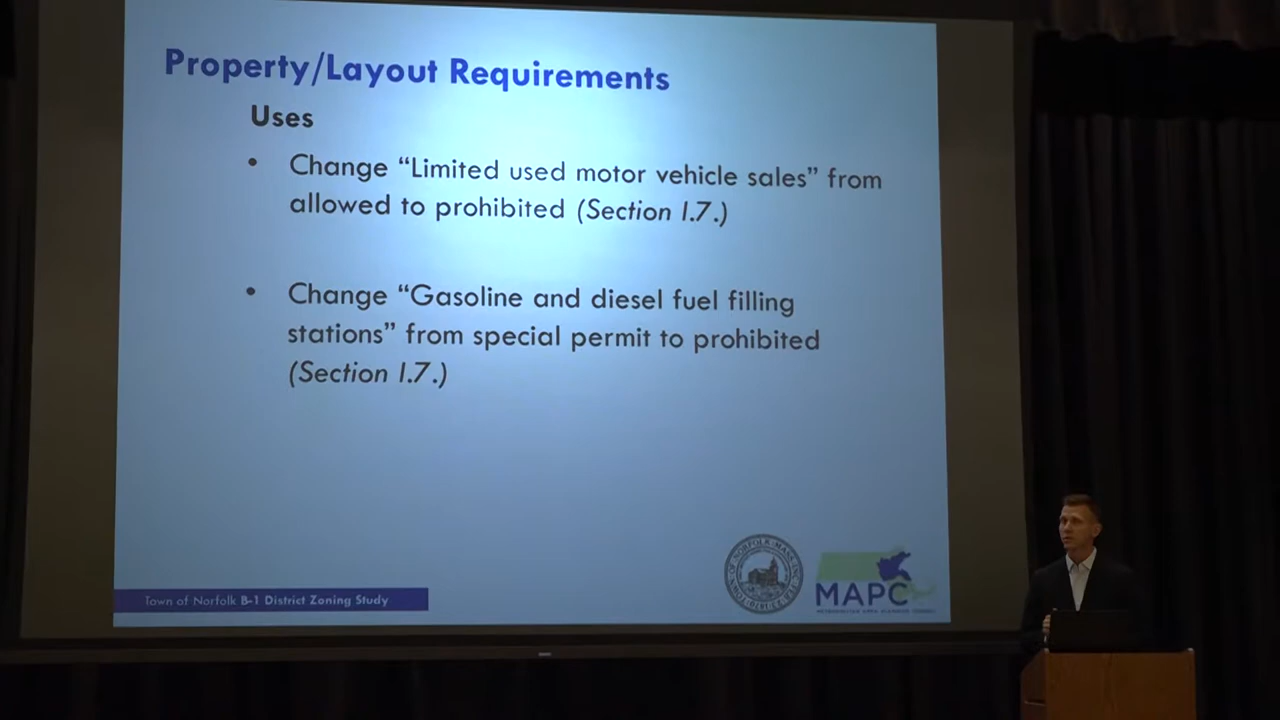 Property/Layout Requirements
Uses
• Change “Limited used motor vehicle sales” from
allowed to prohibited (Section I.7.)
• Change “Gasoline and diesel fuel filling
stations” from special permit to prohibited
(Section I.7.)
Town of Norfolk B-1 District Zoning Study
MAPC